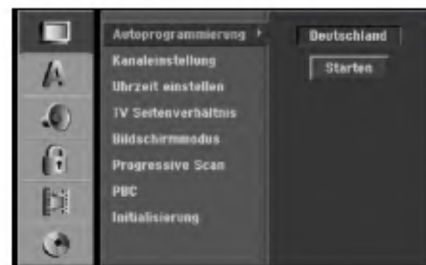 Autoprogrammierung
Kanaleinstellung
Uhrzeit einstellen
TV Seitenverhältnis
Bildschirmmodus
Progressive Scan
PBC
Initialisierung
Deutschland
Starten